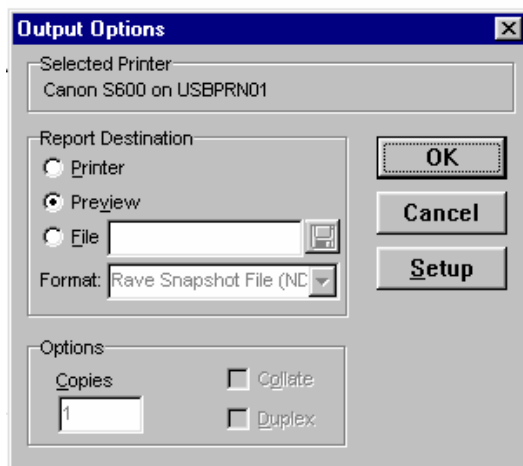 Output Options
Selected Printer
Canon S600 on USBPRN01
Report Destination
Printer
Preview
File
Format: Rave Snapshot File (ND
OK
Cancel
Setup
Options
Copies
1
Collate
Duplex